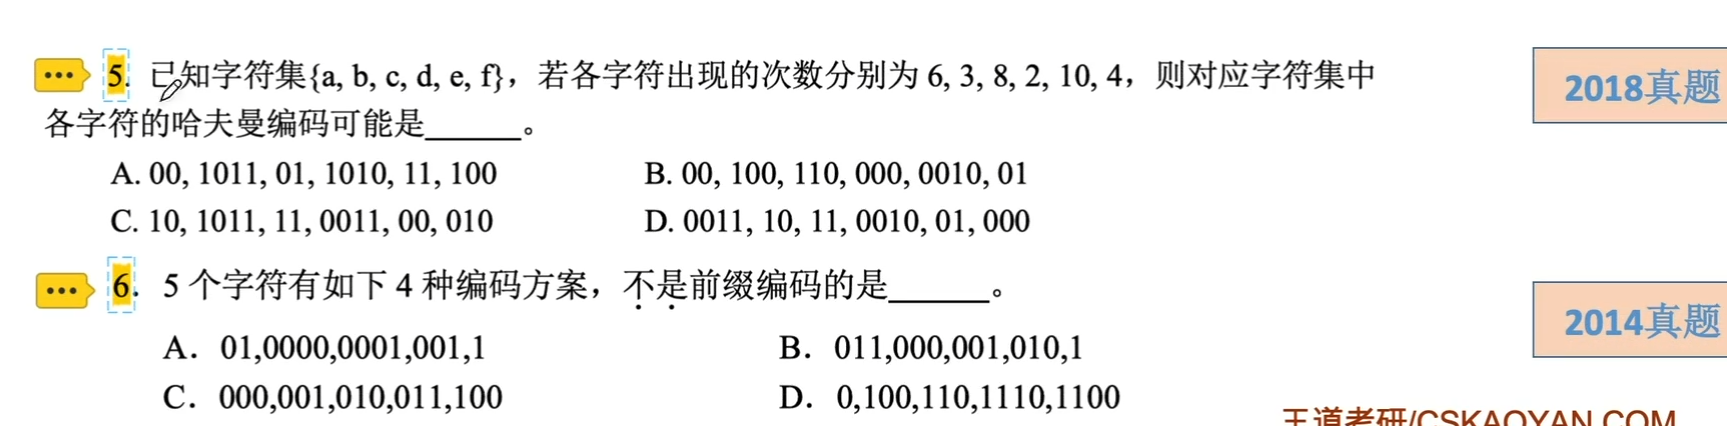 5. 已知字符集{a, b, c, d, e, f}，若各字符出现的次数分别为 6, 3, 8, 2, 10, 4，则对应字符集中
2018真题
各字符的哈夫曼编码可能是______。
A. 00, 1011, 01, 1010, 11, 100
B. 00, 100, 110, 000, 0010, 01
C. 10, 1011, 11, 0011, 00, 010
D. 0011, 10, 11, 0010, 01, 000
6. 5 个字符有如下 4 种编码方案，不是前缀编码的是______。
2014真题
A. 01,0000,0001,001,1
B. 011,000,001,010,1
C. 000,001,010,011,100
D. 0,100,110,1110,1100
王道考研/CSKAOYAN.COM